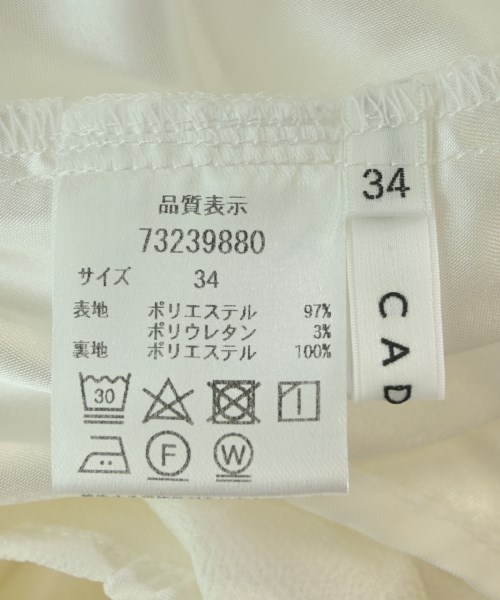 品質表示
73239880
サイズ 34
表地 ポリエステル 97%
ポリウレタン 3%
裏地 ポリエステル 100%
30
F W
34
CAD